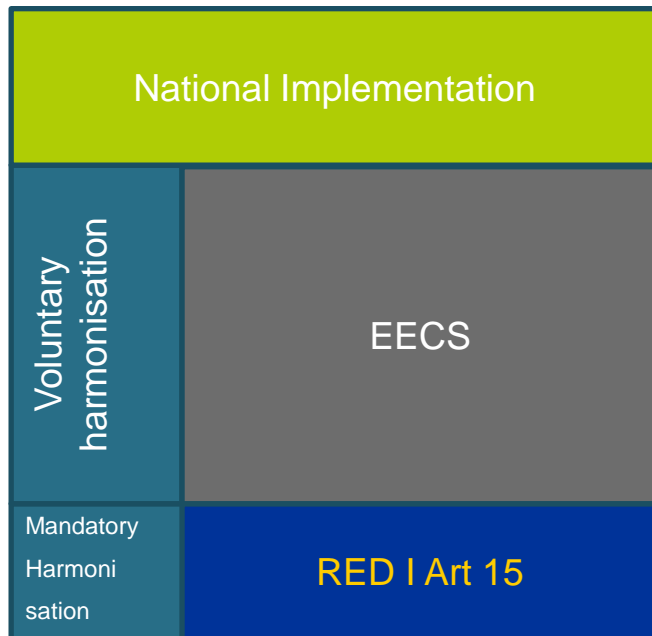 National Implementation
Voluntary
harmonisation
EECS
Mandatory
Harmoni
sation
RED I Art 15